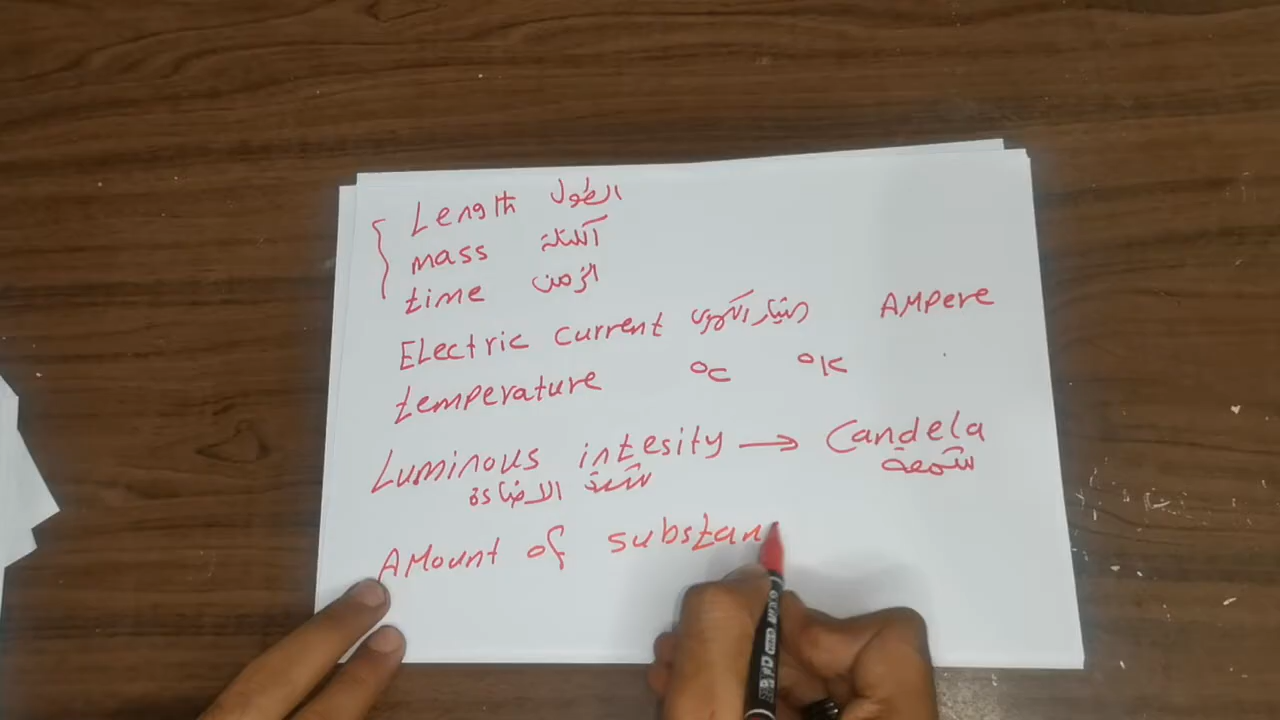 Length الطول
mass الكتلة
time الزمن
Electric current التيار الكهربي Ampere
temperature °C °K
Luminous intesity → Candela
شدة الاضاءة شمعة
Amount of substan